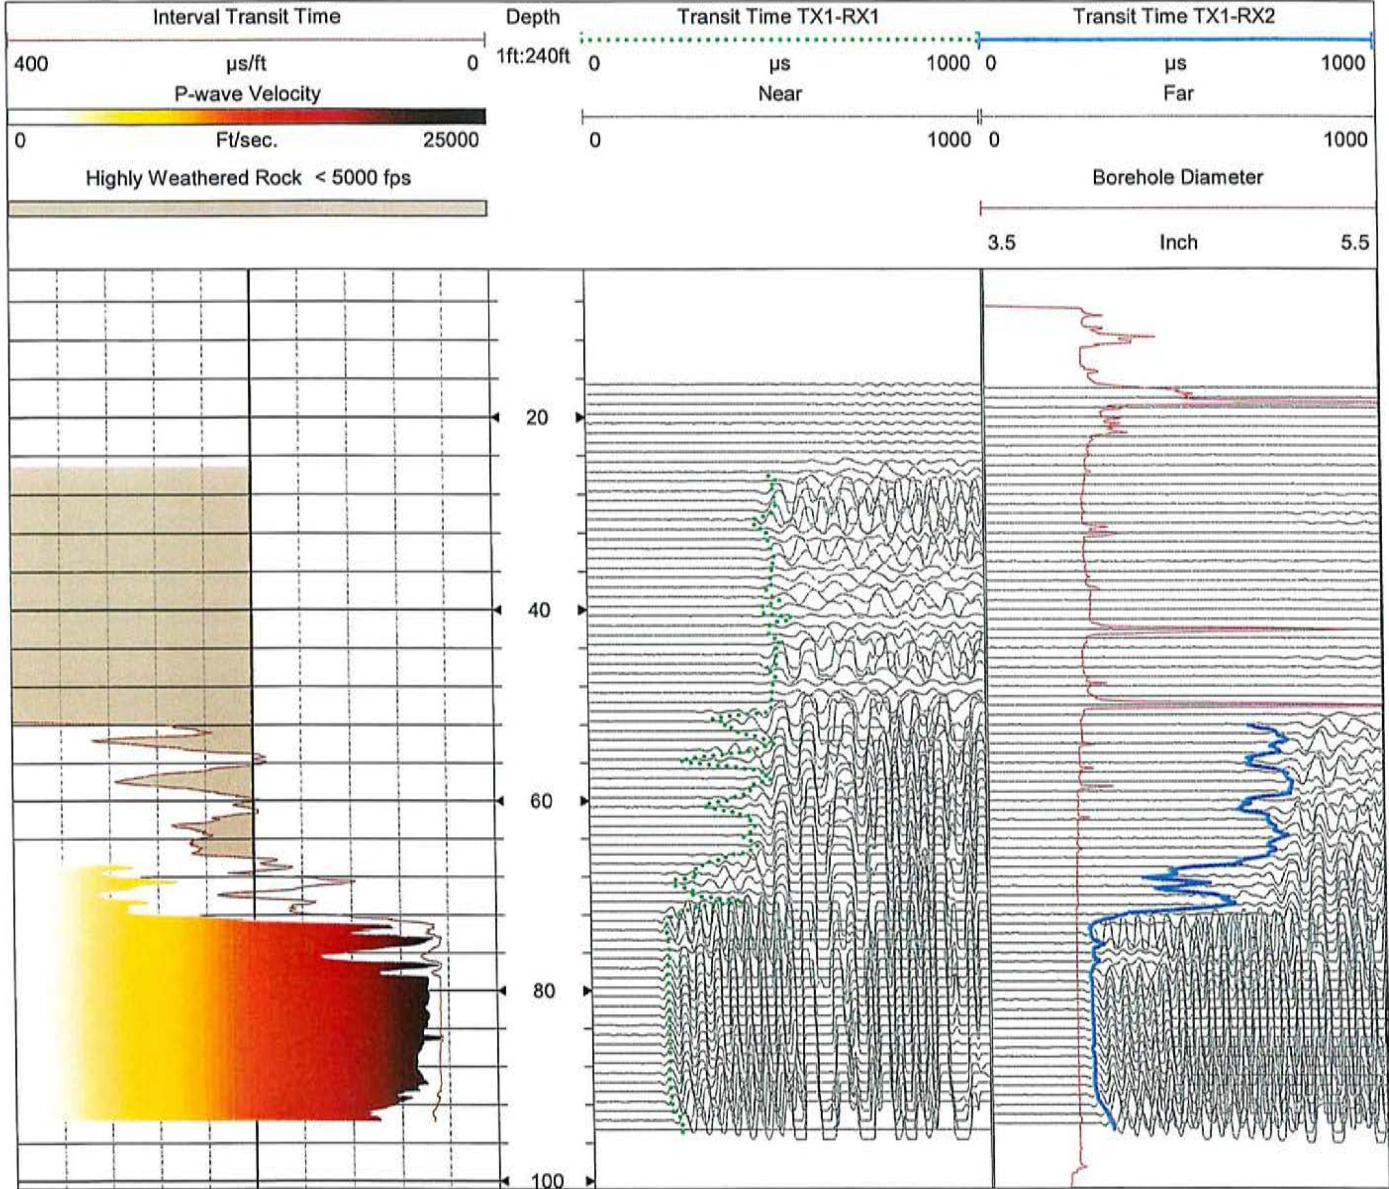 Interval Transit Time Depth Transit Time TX1-RX1 Transit Time TX1-RX2
400 µs/ft 0 1ft:240ft 0 µs 1000 0 µs 1000
P-wave Velocity Near Far
0 Ft/sec. 25000 0 1000 0 1000
Highly Weathered Rock < 5000 fps Borehole Diameter
3.5 Inch 5.5
20
40
60
80
100